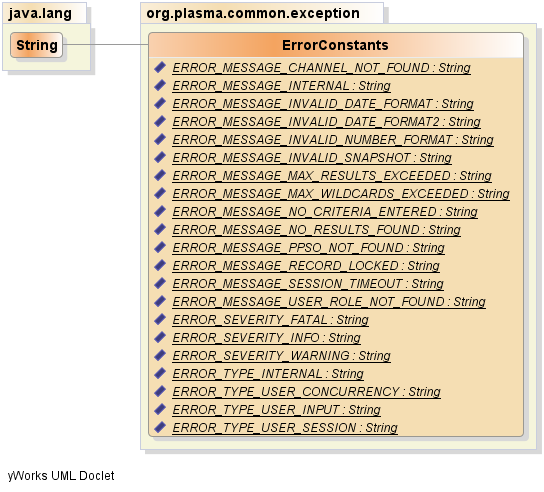 java.lang
String
org.plasma.common.exception
ErrorConstants
ERROR_MESSAGE_CHANNEL_NOT_FOUND : String
ERROR_MESSAGE_INTERNAL : String
ERROR_MESSAGE_INVALID_DATE_FORMAT : String
ERROR_MESSAGE_INVALID_DATE_FORMAT2 : String
ERROR_MESSAGE_INVALID_NUMBER_FORMAT : String
ERROR_MESSAGE_INVALID_SNAPSHOT : String
ERROR_MESSAGE_MAX_RESULTS_EXCEEDED : String
ERROR_MESSAGE_MAX_WILDCARDS_EXCEEDED : String
ERROR_MESSAGE_NO_CRITERIA_ENTERED : String
ERROR_MESSAGE_NO_RESULTS_FOUND : String
ERROR_MESSAGE_PPSO_NOT_FOUND : String
ERROR_MESSAGE_RECORD_LOCKED : String
ERROR_MESSAGE_SESSION_TIMEOUT : String
ERROR_MESSAGE_USER_ROLE_NOT_FOUND : String
ERROR_SEVERITY_FATAL : String
ERROR_SEVERITY_INFO : String
ERROR_SEVERITY_WARNING : String
ERROR_TYPE_INTERNAL : String
ERROR_TYPE_USER_CONCURRENCY : String
ERROR_TYPE_USER_INPUT : String
ERROR_TYPE_USER_SESSION : String
yWorks UML Doclet